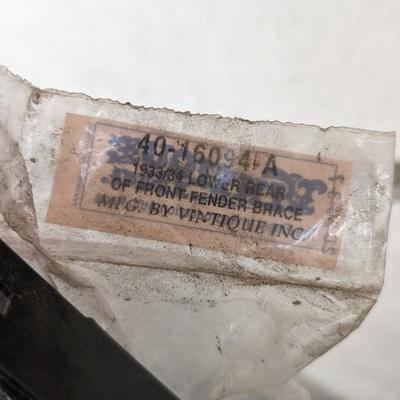 40-16094-A
1933/34 LOWER REAR
OF FRONT FENDER BRACE
MFG. BY VINTIQUE INC.